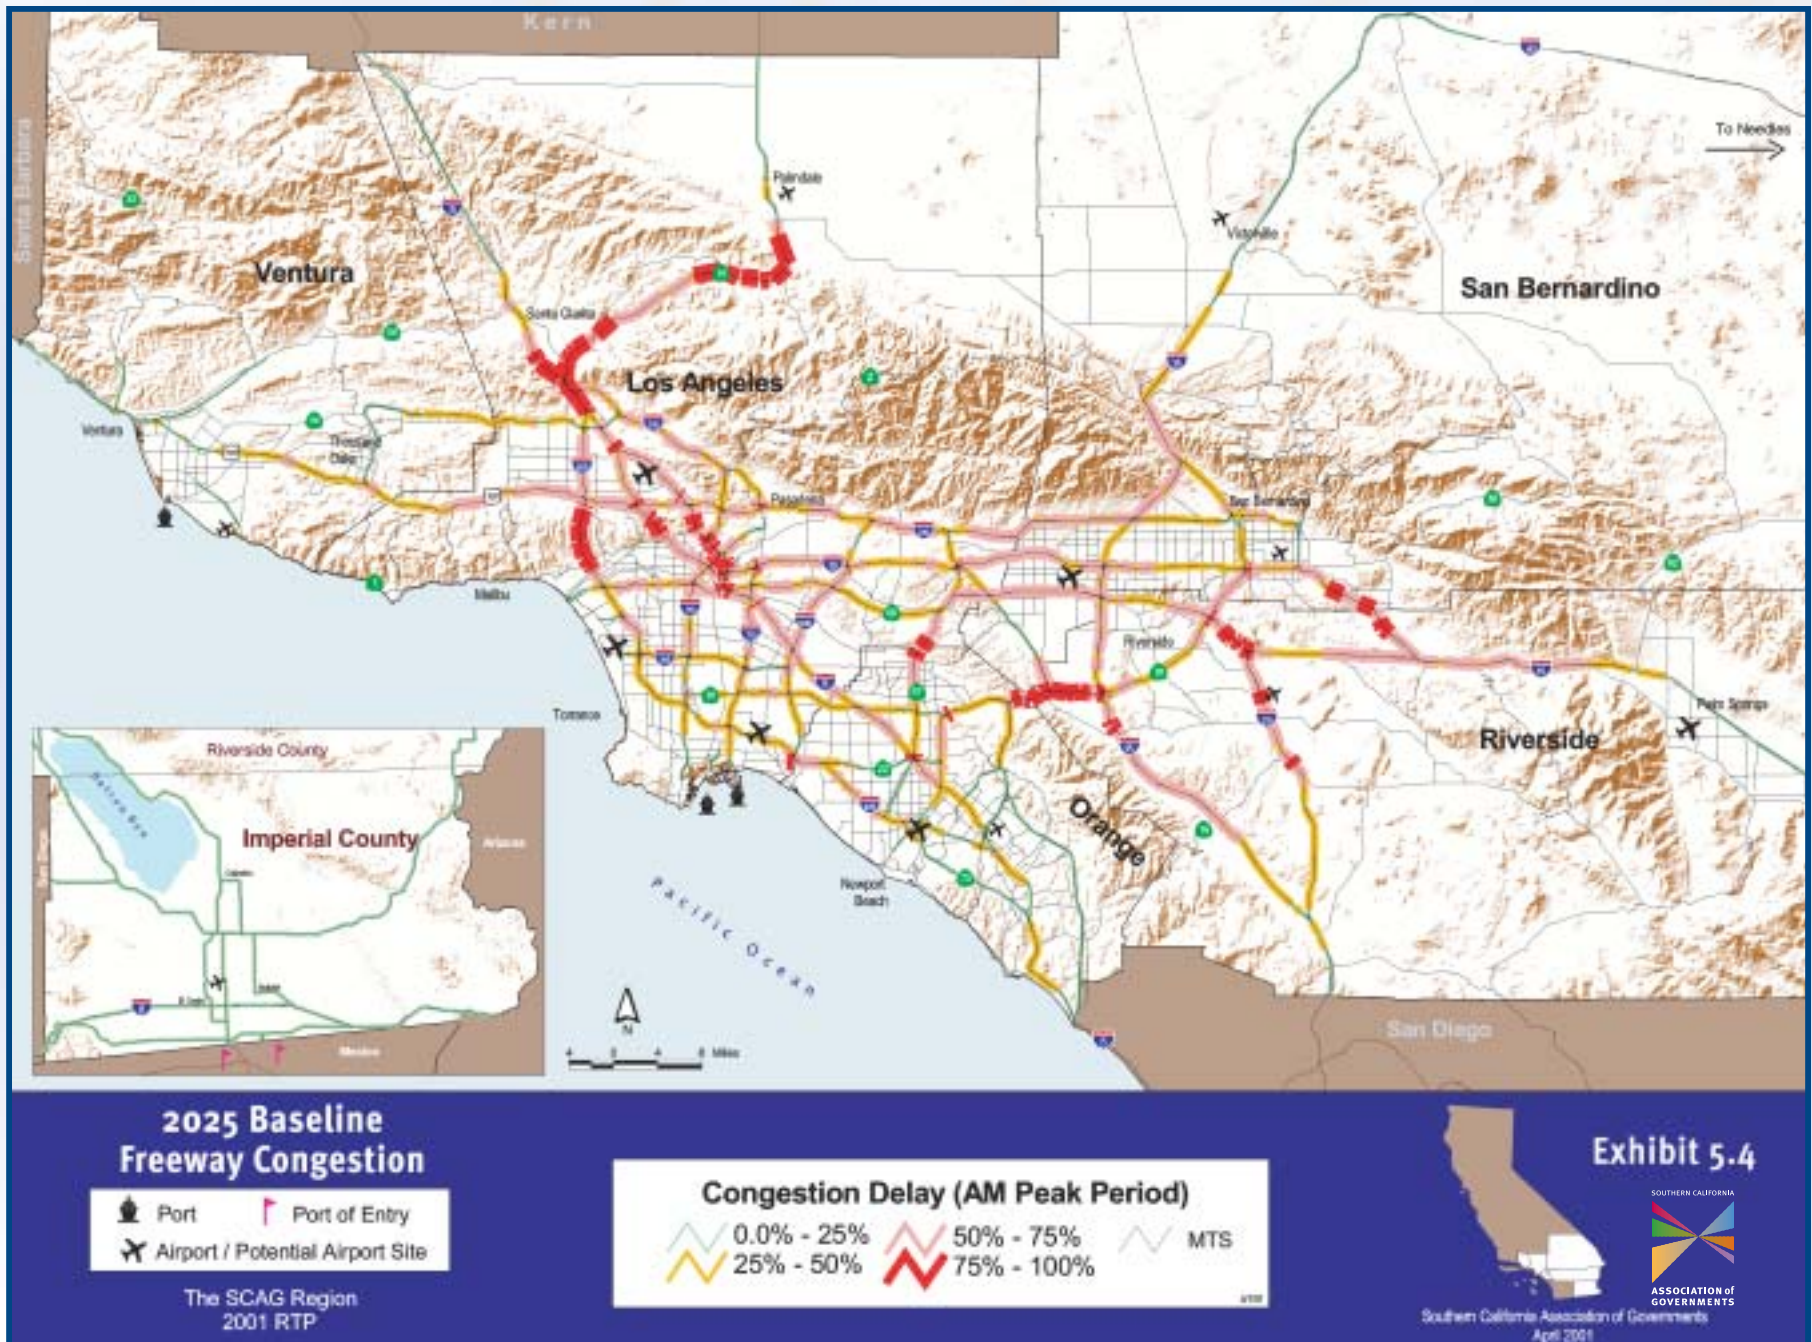 Kern
Santa Barbara
To Needles
Palmdale
Victorville
Ventura
San Bernardino
Santa Clarita
Los Angeles
Ventura
Thousand
Oaks
Pasadena
San Bernardino
Malibu
Riverside
Torrance
Palm Springs
Riverside
Orange
Newport
Beach
Pacific Ocean
San Diego
N
Miles
Riverside County
Salton Sea
Imperial County
Arizona
Mexico
2025 Baseline
Freeway Congestion
Port
Port of Entry
Airport / Potential Airport Site
The SCAG Region
2001 RTP
Congestion Delay (AM Peak Period)
0.0% - 25%
50% - 75%
MTS
25% - 50%
75% - 100%
Exhibit 5.4
SOUTHERN CALIFORNIA
ASSOCIATION of
GOVERNMENTS
Southern California Association of Governments
April 2001